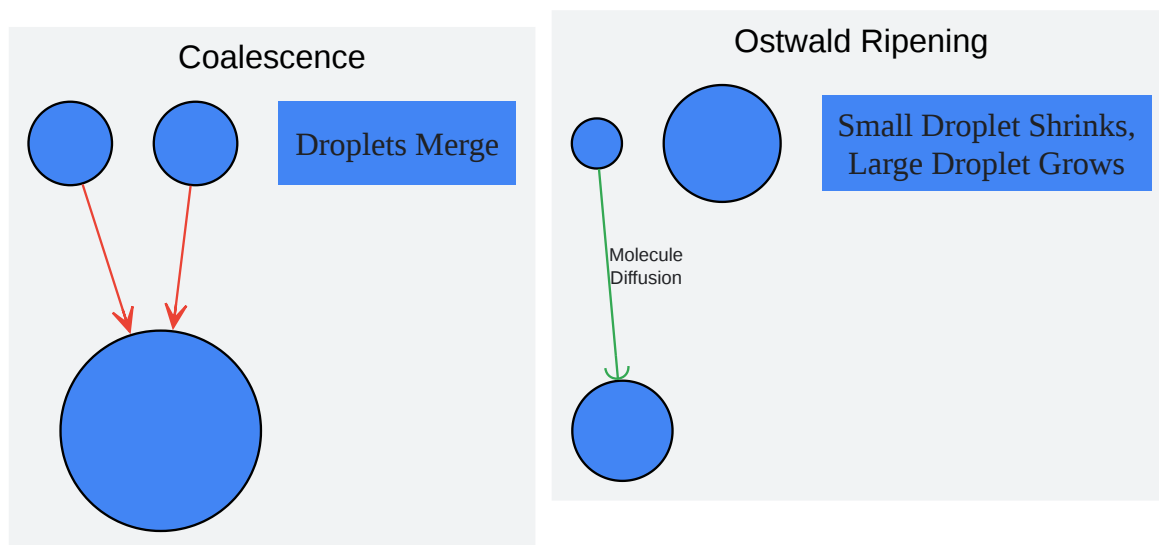 Coalescence
Droplets Merge
Ostwald Ripening
Small Droplet Shrinks,
Large Droplet Grows
Molecule
Diffusion